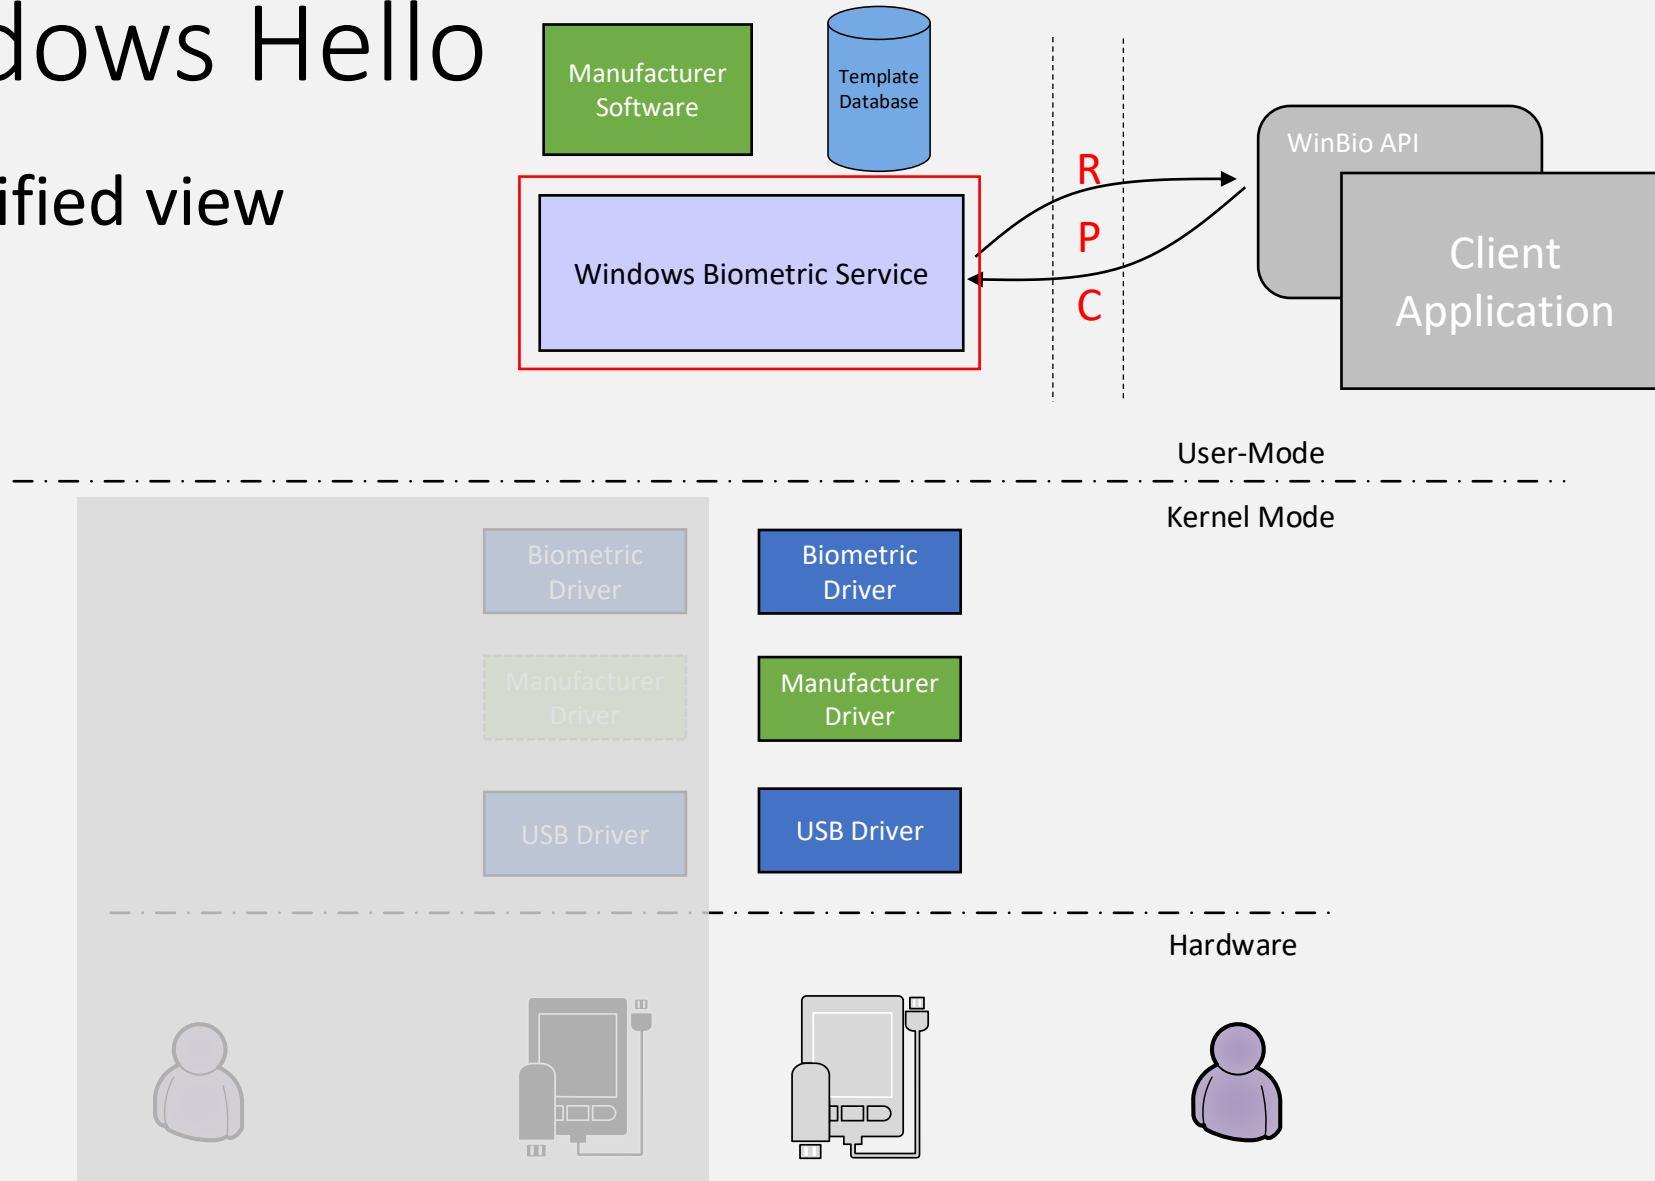 dows Hello
ified view
Manufacturer
Software
Template
Database
WinBio API
R
P
C
Windows Biometric Service
Client
Application
User-Mode
Kernel Mode
Biometric
Driver
Biometric
Driver
Manufacturer
Driver
Manufacturer
Driver
USB Driver
USB Driver
Hardware